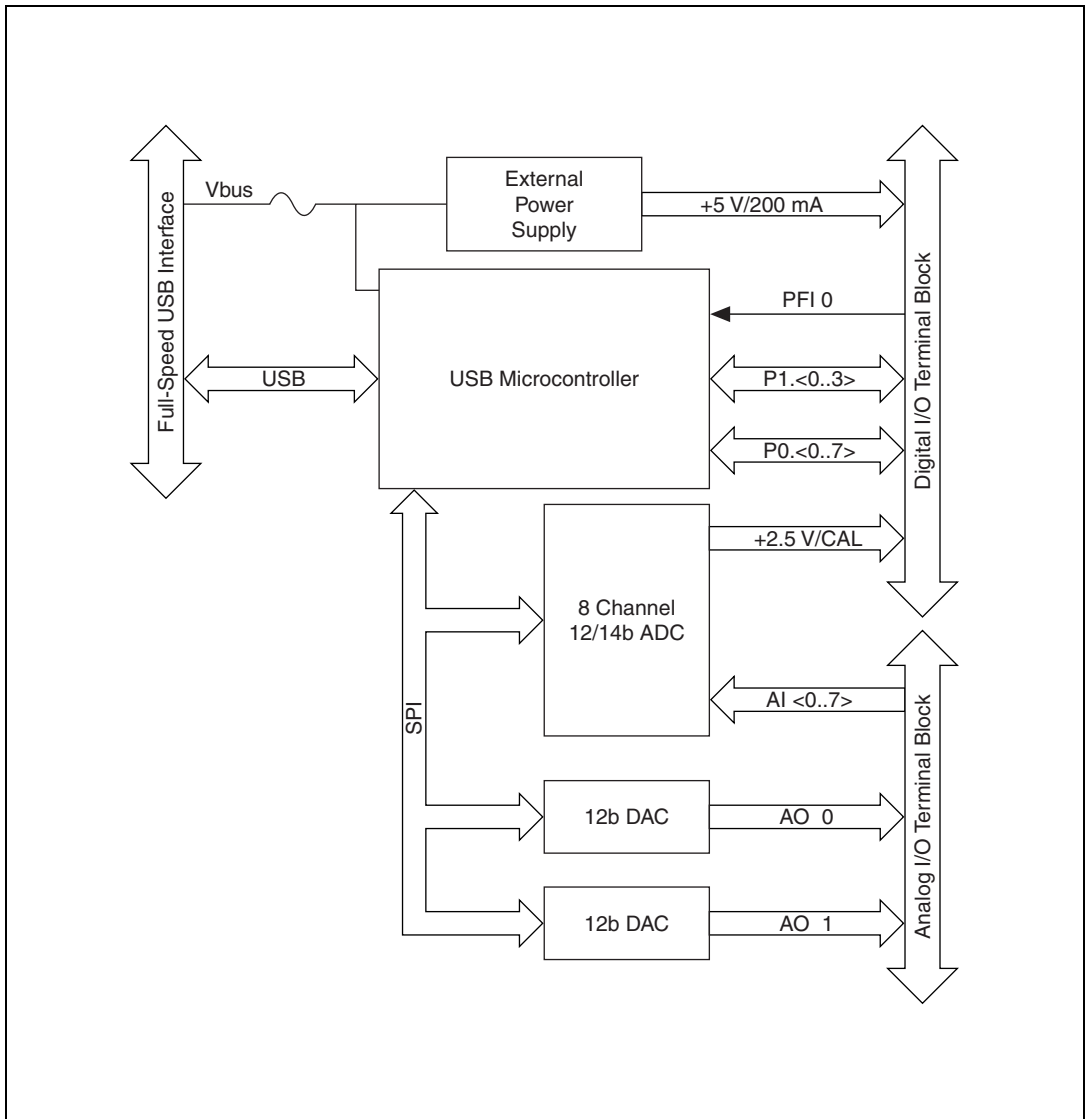 Vbus
External
Power
Supply
+5 V/200 mA
Full-Speed USB Interface
USB
USB Microcontroller
PFI 0
P1.<0..3>
P0.<0..7>
Digital I/O Terminal Block
+2.5 V/CAL
8 Channel
12/14b ADC
AI <0..7>
SPI
12b DAC
AO 0
12b DAC
AO 1
Analog I/O Terminal Block